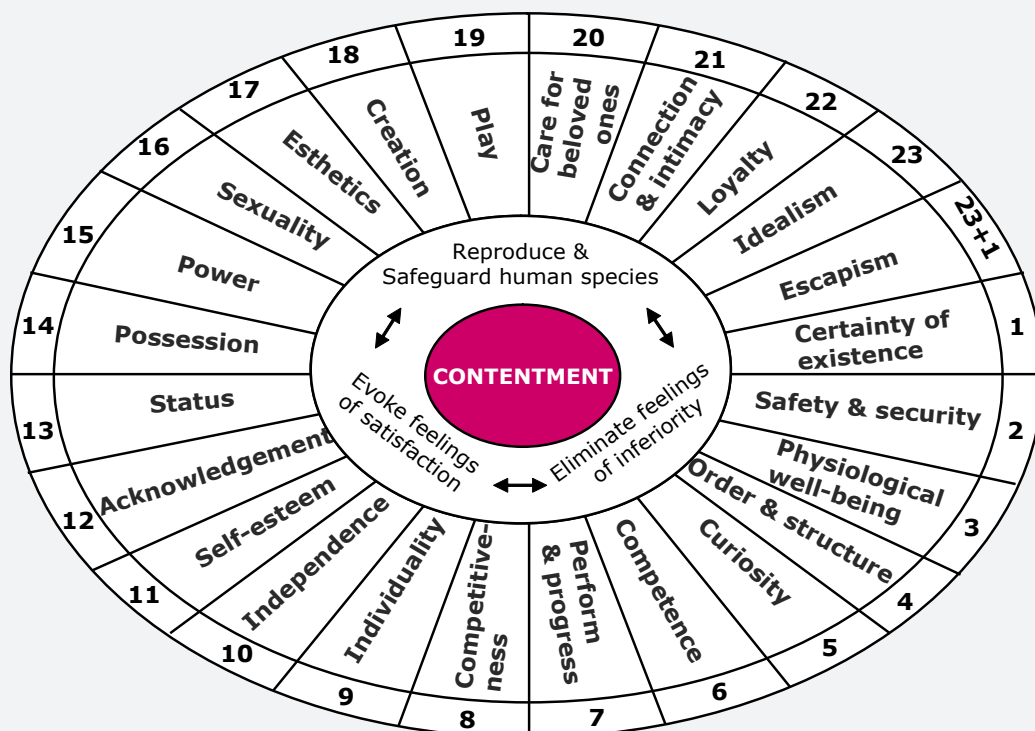 19
20
18
21
17
22
16
23
15
23+1
14
1
13
2
12
3
11
4
10
5
9
6
8
7
Play
Care for
beloved
ones
Creation
Connection
& intimacy
Esthetics
Loyalty
Sexuality
Idealism
Power
Escapism
Possession
Certainty of
existence
Status
Safety & security
Acknowledgement
Physiological
well-being
Self-esteem
Order & structure
Independence
Curiosity
Individuality
Competence
Competitive-
ness
Perform
& progress
Reproduce &
Safeguard human species
CONTENTMENT
Evoke feelings
of satisfaction
Eliminate feelings
of inferiority